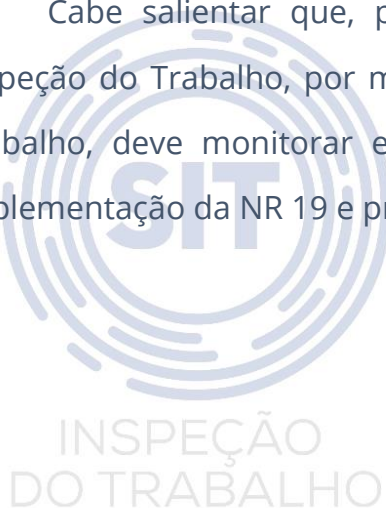 Cabe salientar que, p
peção do Trabalho, por m
balho, deve monitorar e
plementação da NR 19 e pr
SIT
INSPEÇÃO
DO TRABALHO